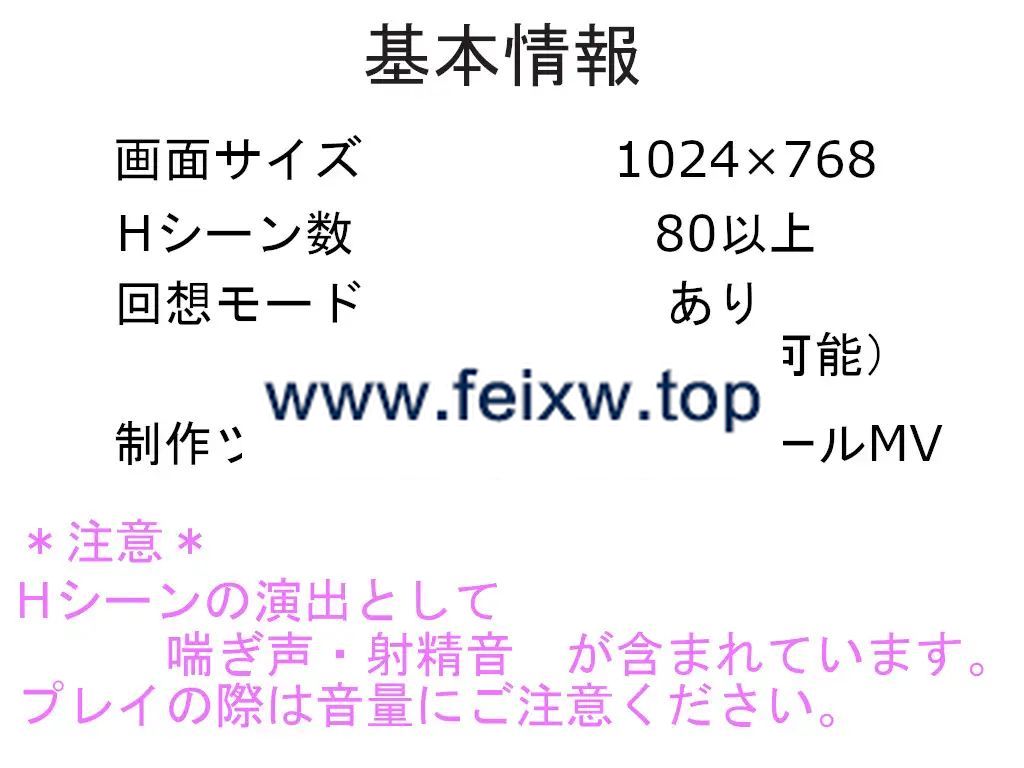 基本情報
画面サイズ 1024×768
Hシーン数 80以上
回想モード あり
可能）
www.feixw.top
制作ツ ールMV
＊注意＊
Hシーンの演出として
喘ぎ声・射精音 が含まれています。
プレイの際は音量にご注意ください。